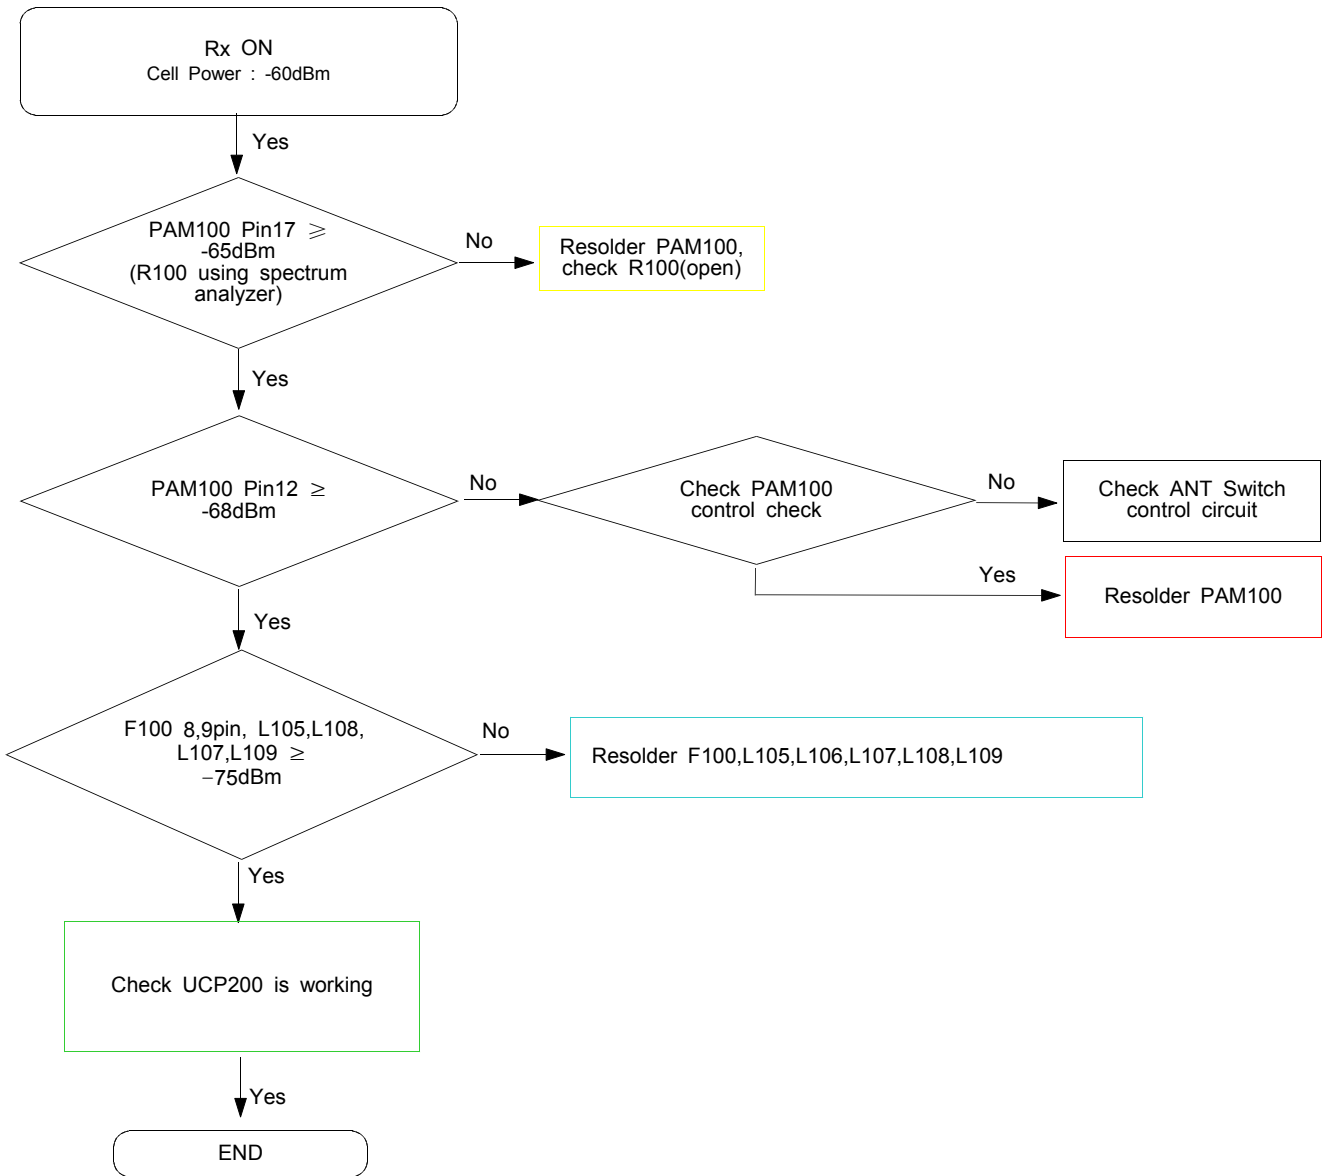 Rx ON
Cell Power : -60dBm
Yes
PAM100 Pin17 ≧
-65dBm
(R100 using spectrum
analyzer)
No
Resolder PAM100,
check R100(open)
Yes
PAM100 Pin12 ≥
-68dBm
No
Check PAM100
control check
No
Check ANT Switch
control circuit
Yes
Resolder PAM100
Yes
F100 8,9pin, L105,L108,
L107,L109 ≥
−75dBm
No
Resolder F100,L105,L106,L107,L108,L109
Yes
Check UCP200 is working
Yes
END